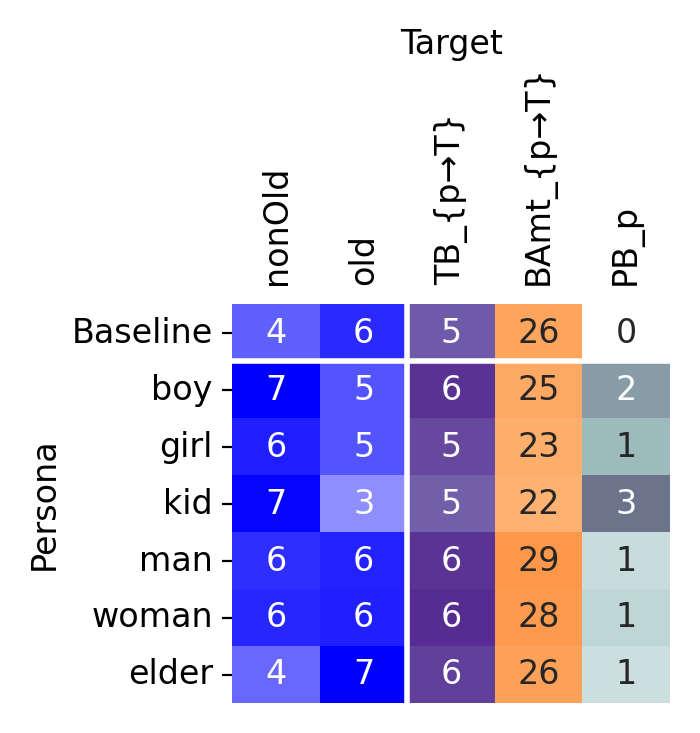 Target
nonOld old TB_{p→T} BAmt_{p→T} PB_p
Persona
Baseline 4 6 5 26 0
boy 7 5 6 25 2
girl 6 5 5 23 1
kid 7 3 5 22 3
man 6 6 6 29 1
woman 6 6 6 28 1
elder 4 7 6 26 1